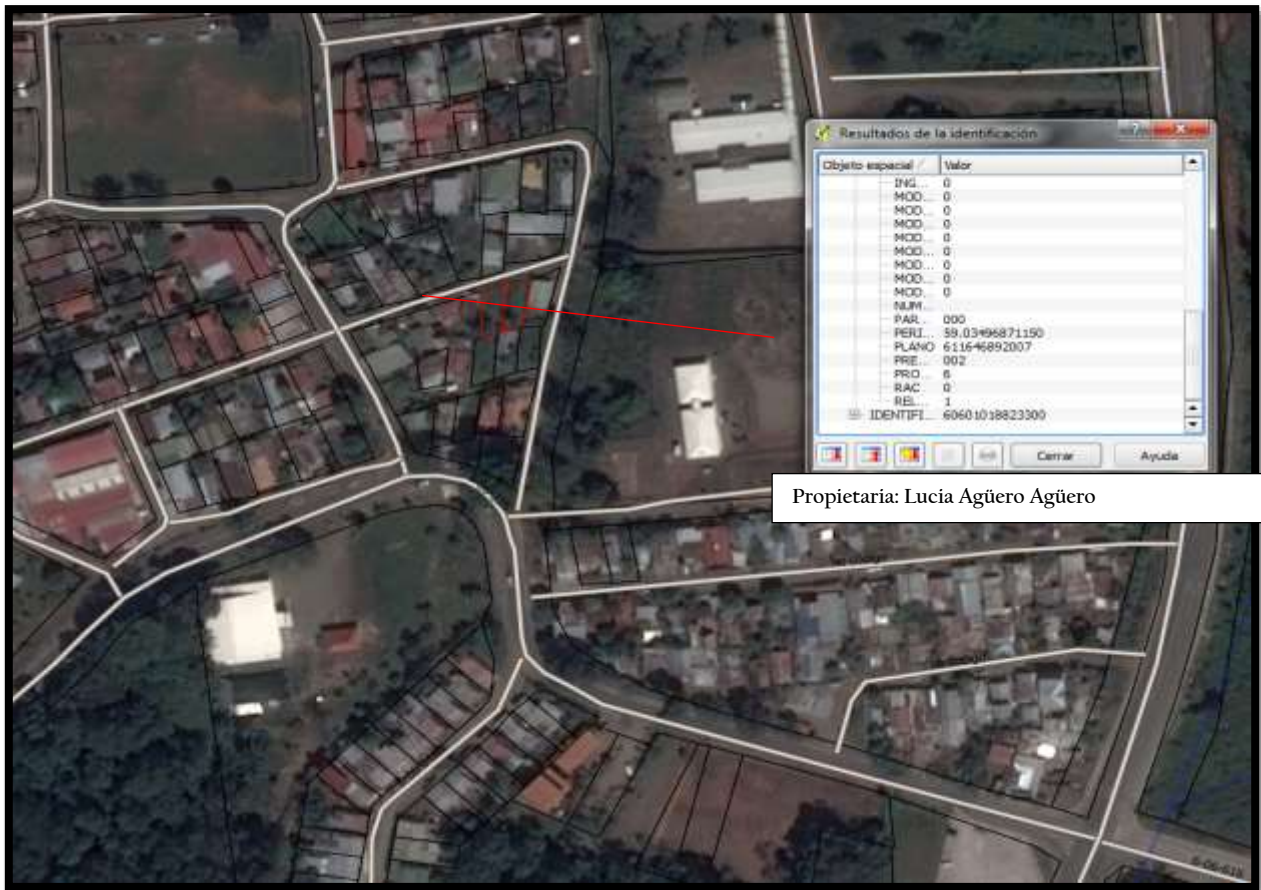 Resultados de la identificación
Objeto espacial Valor
ING... 0
MOD... 0
MOD... 0
MOD... 0
MOD... 0
MOD... 0
MOD... 0
MOD... 0
MOD... 0
NUM...
PAR... 000
PERI... 59.03496871150
PLANO 611646892007
PRE... 002
PRO... 6
RAC 0
REL... 1
IDENTIFI... 60601018823300
Cerrar Ayuda
Propietaria: Lucia Agüero Agüero